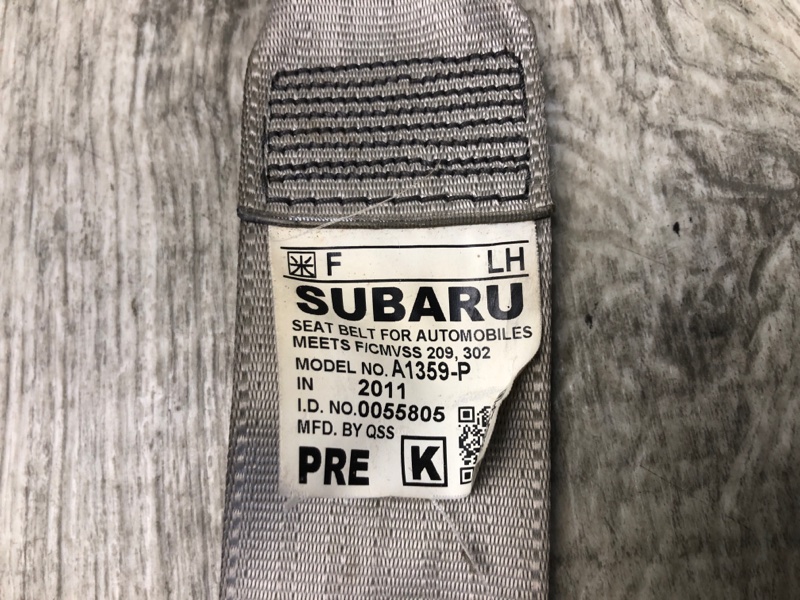 F LH
SUBARU
SEAT BELT FOR AUTOMOBILES
MEETS F/CMVSS 209, 302
MODEL NO. A1359-P
IN 2011
I.D. NO. 0055805
MFD. BY QSS
PRE K